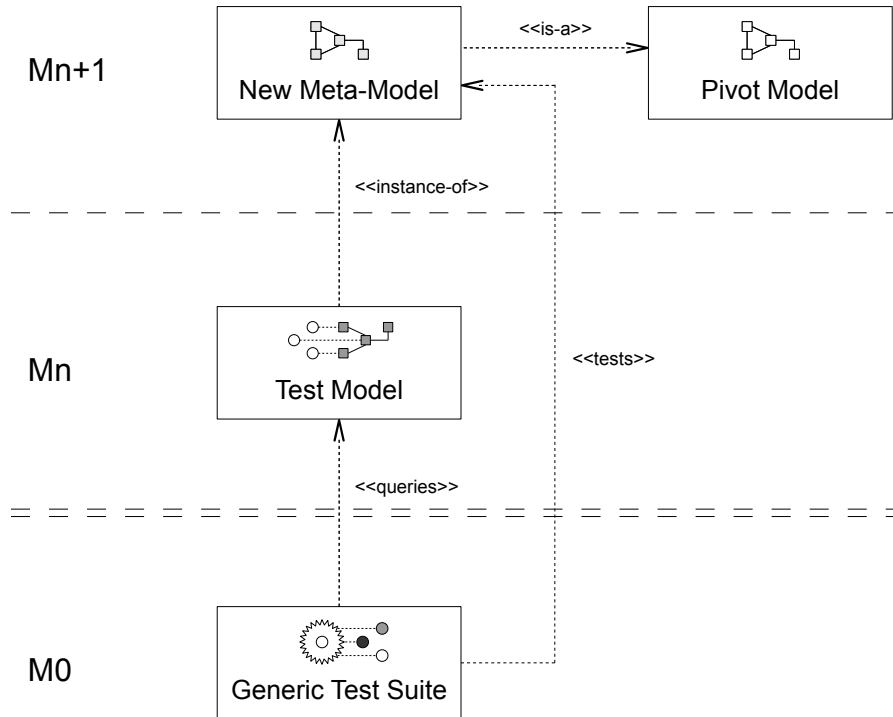 <<is-a>>
Mn+1
New Meta-Model
Pivot Model
<<instance-of>>
Mn
<<tests>>
Test Model
<<queries>>
M0
Generic Test Suite